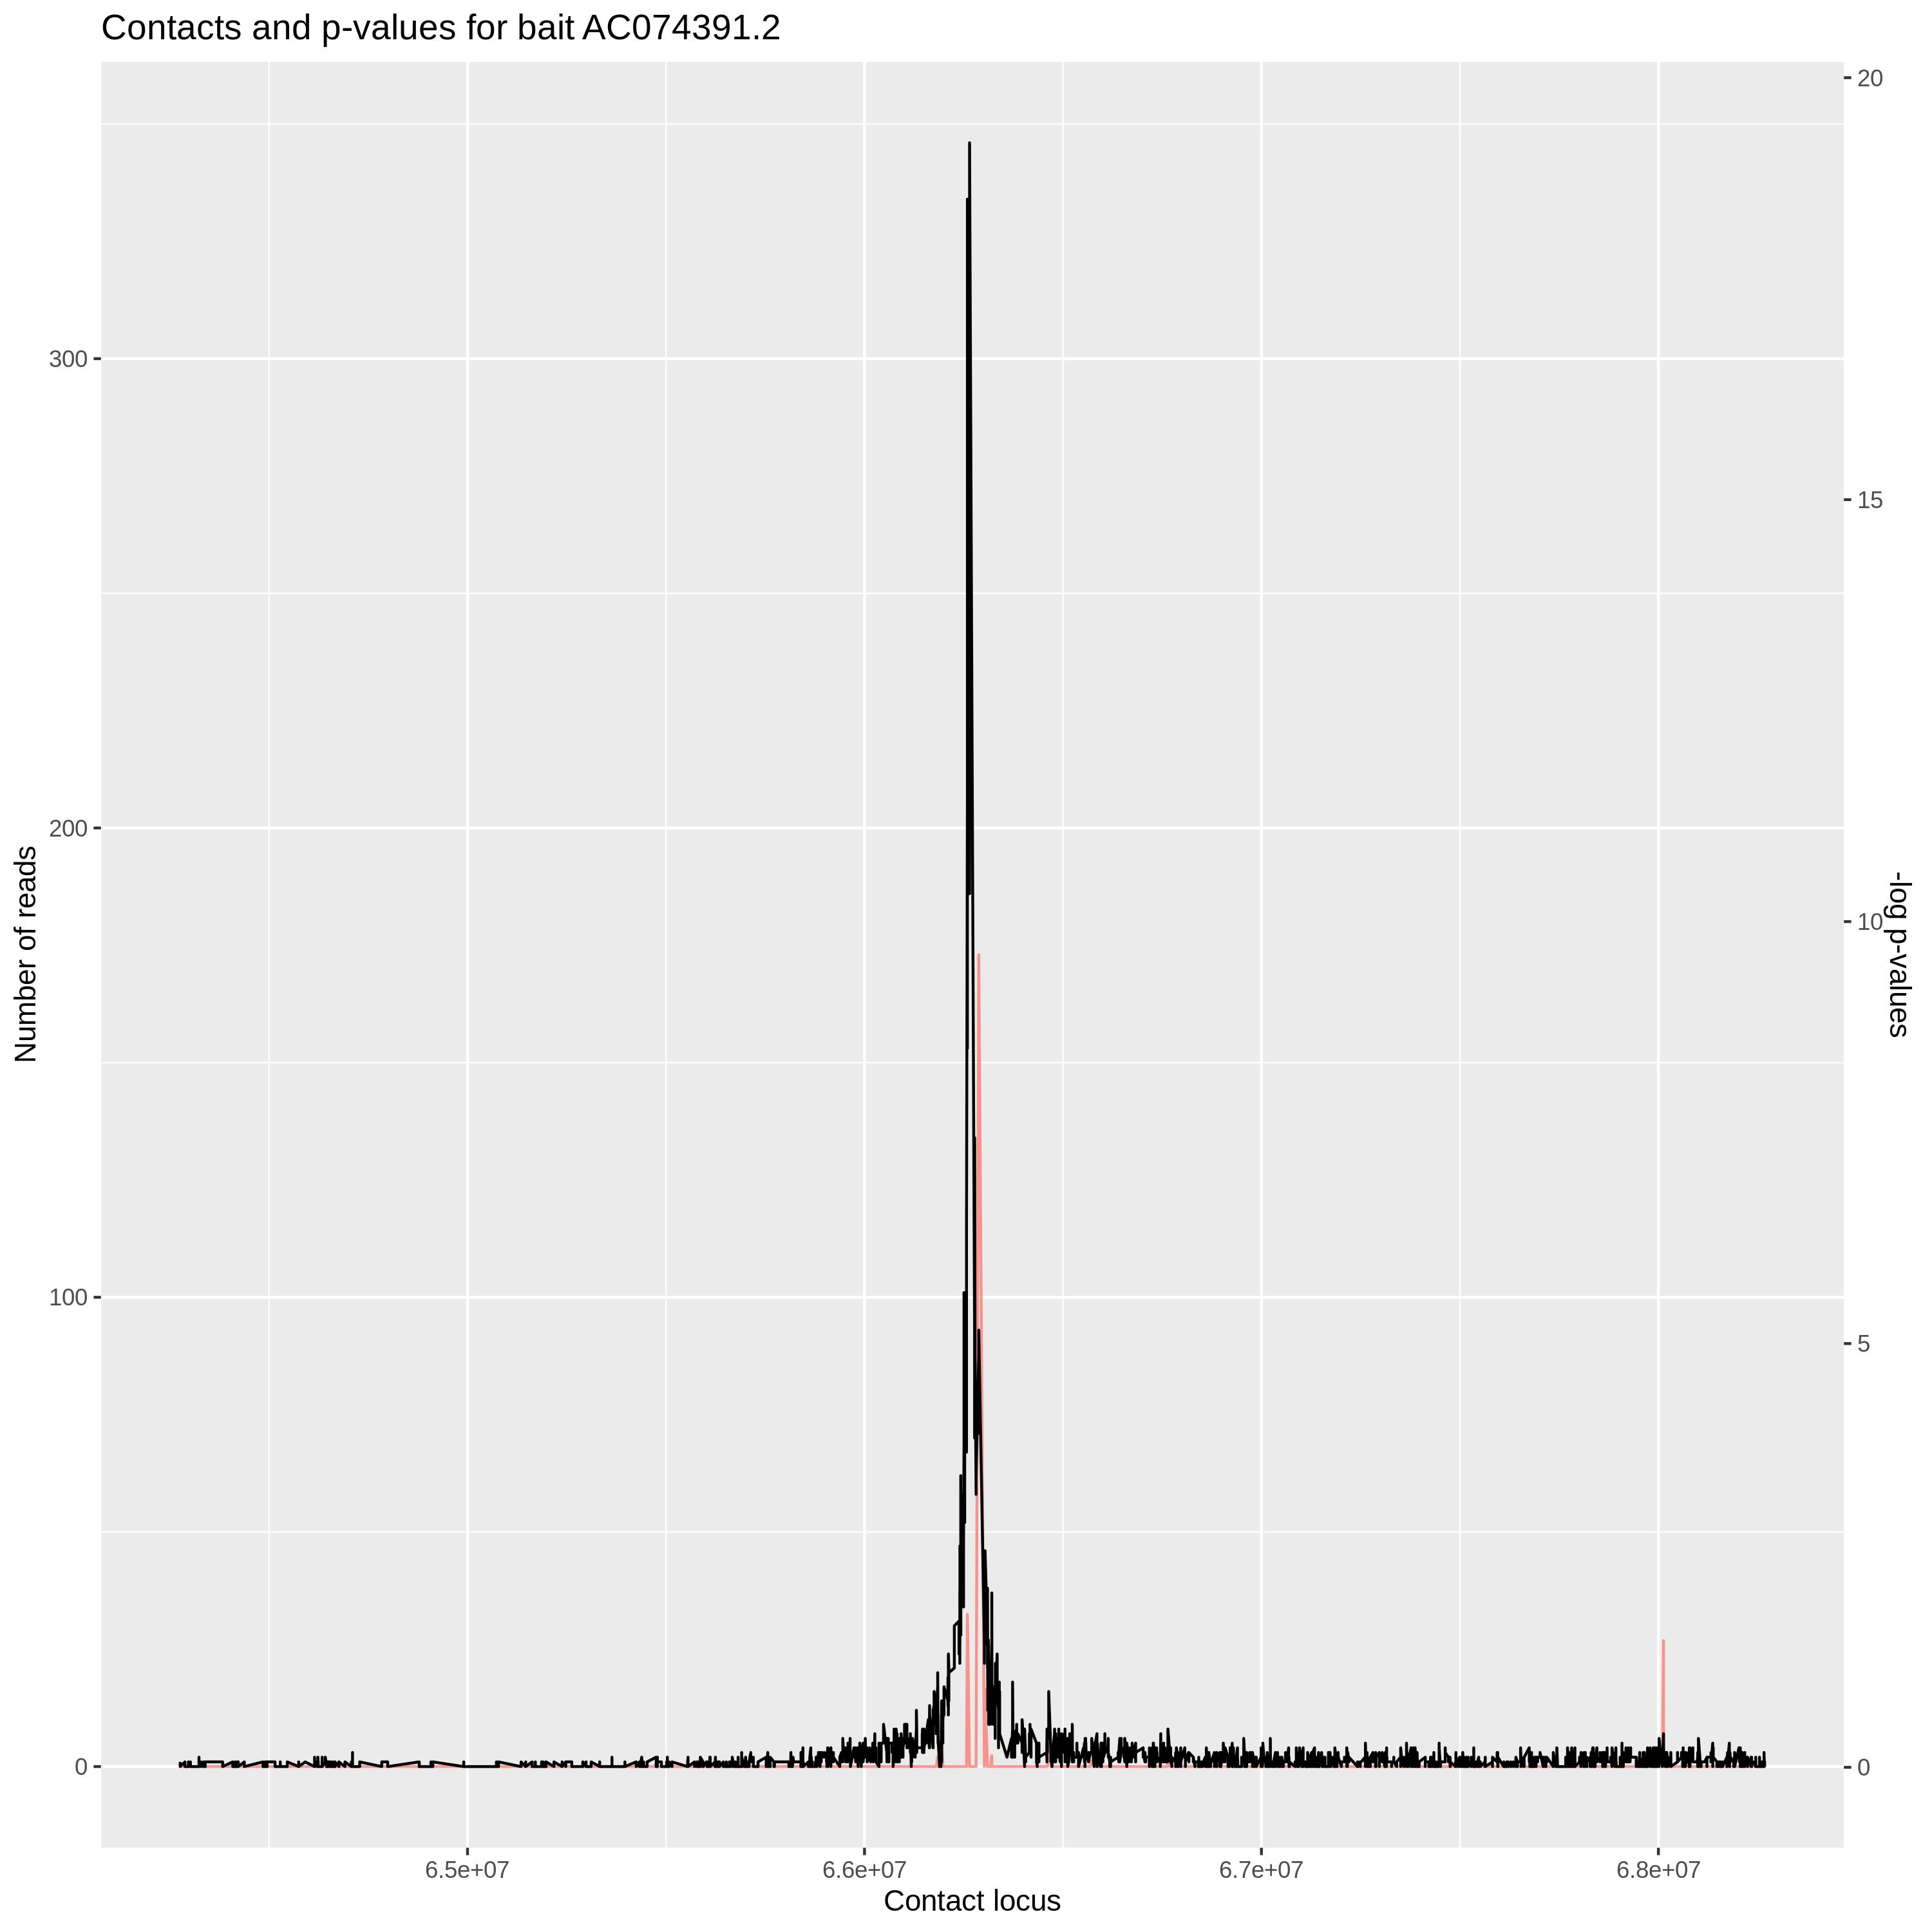 Contacts and p-values for bait AC074391.2
20
300
15
200
10
Number of reads
-log p-values
100
5
0
0
6.5e+07
6.6e+07
6.7e+07
6.8e+07
Contact locus